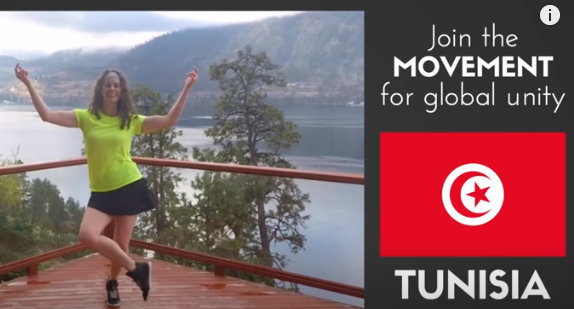 Join the
MOVEMENT
for global unity
TUNISIA